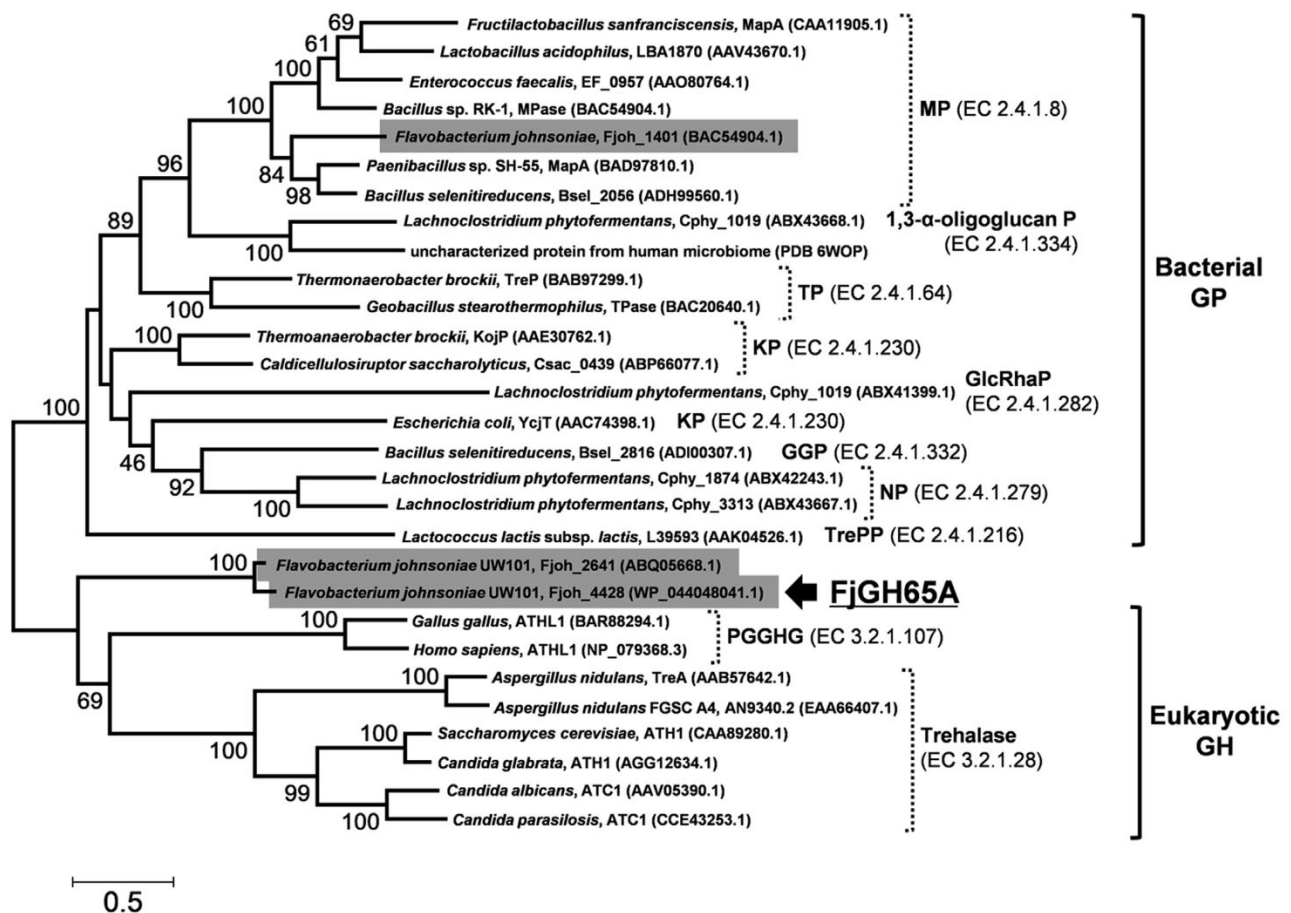 69
Fructilactobacillus sanfranciscensis, MapA (CAA11905.1)
61
Lactobacillus acidophilus, LBA1870 (AAV43670.1)
100
Enterococcus faecalis, EF_0957 (AAO80764.1)
100
Bacillus sp. RK-1, MPase (BAC54904.1)
MP (EC 2.4.1.8)
Flavobacterium johnsoniae, Fjoh_1401 (BAC54904.1)
96
84
Paenibacillus sp. SH-55, MapA (BAD97810.1)
98
Bacillus selenitireducens, Bsel_2056 (ADH99560.1)
89
Lachnoclostridium phytofermentans, Cphy_1019 (ABX43668.1)
1,3-α-oligoglucan P
(EC 2.4.1.334)
100
uncharacterized protein from human microbiome (PDB 6WOP)
Bacterial
GP
Thermonaerobacter brockii, TreP (BAB97299.1)
TP (EC 2.4.1.64)
100
Geobacillus stearothermophilus, TPase (BAC20640.1)
100
Thermoanaerobacter brockii, KojP (AAE30762.1)
KP (EC 2.4.1.230)
Caldicellulosiruptor saccharolyticus, Csac_0439 (ABP66077.1)
100
Lachnoclostridium phytofermentans, Cphy_1019 (ABX41399.1)
GlcRhaP
(EC 2.4.1.282)
Escherichia coli, YcjT (AAC74398.1)
KP (EC 2.4.1.230)
46
Bacillus selenitireducens, Bsel_2816 (ADI00307.1)
GGP (EC 2.4.1.332)
92
Lachnoclostridium phytofermentans, Cphy_1874 (ABX42243.1)
NP (EC 2.4.1.279)
100
Lachnoclostridium phytofermentans, Cphy_3313 (ABX43667.1)
Lactococcus lactis subsp. lactis, L39593 (AAK04526.1)
TrePP (EC 2.4.1.216)
100
Flavobacterium johnsoniae UW101, Fjoh_2641 (ABQ05668.1)
Flavobacterium johnsoniae UW101, Fjoh_4428 (WP_044048041.1)
FjGH65A
100
Gallus gallus, ATHL1 (BAR88294.1)
PGGHG (EC 3.2.1.107)
Homo sapiens, ATHL1 (NP_079368.3)
69
100
Aspergillus nidulans, TreA (AAB57642.1)
Aspergillus nidulans FGSC A4, AN9340.2 (EAA66407.1)
Eukaryotic
GH
100
100
Saccharomyces cerevisiae, ATH1 (CAA89280.1)
Trehalase
(EC 3.2.1.28)
Candida glabrata, ATH1 (AGG12634.1)
99
Candida albicans, ATC1 (AAV05390.1)
100
Candida parasilosis, ATC1 (CCE43253.1)
0.5